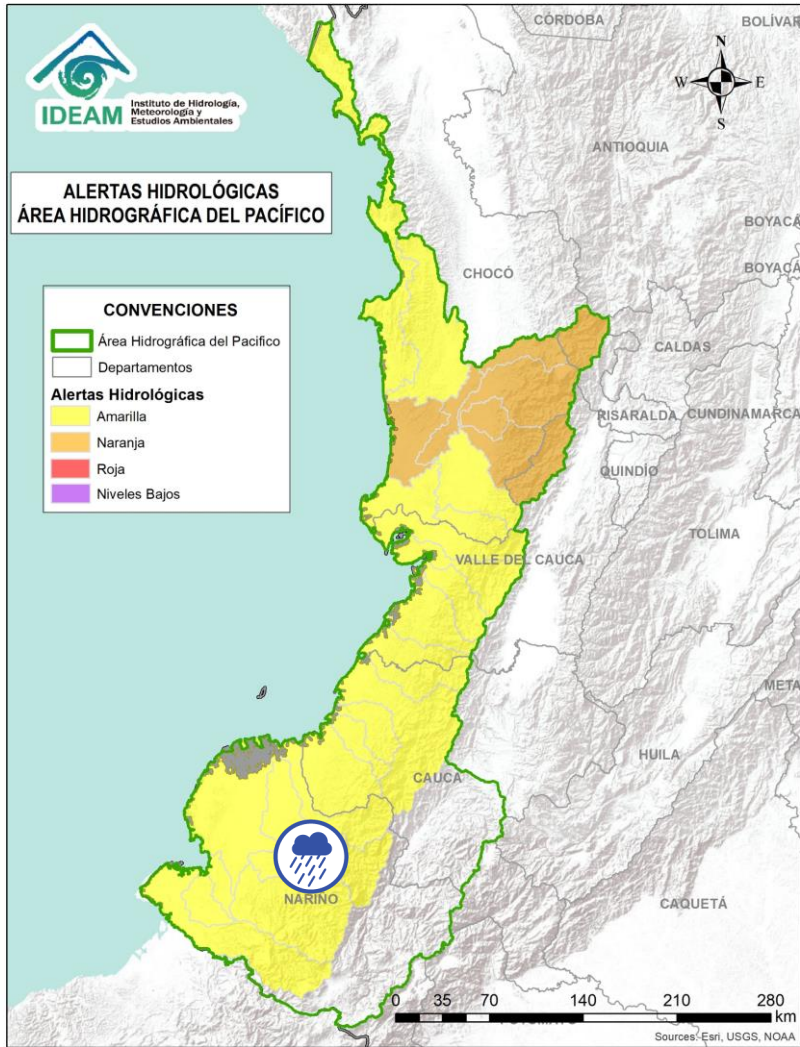 CÓRDOBA
BOLÍVAR
IDEAM
Instituto de Hidrología,
Meteorología y
Estudios Ambientales
N
W
E
S
ANTIOQUIA
ALERTAS HIDROLÓGICAS
ÁREA HIDROGRÁFICA DEL PACÍFICO
BOYACÁ
BOYACÁ
CHOCÓ
CONVENCIONES
Área Hidrográfica del Pacifico
Departamentos
Alertas Hidrológicas
Amarilla
Naranja
Roja
Niveles Bajos
CALDAS
RISARALDA
CUNDINAMARCA
QUINDÍO
TOLIMA
VALLE DEL CAUCA
META
HUILA
CAUCA
NARIÑO
CAQUETÁ
0 35 70 140 210 280
km
Sources: Esri, USGS, NOAA